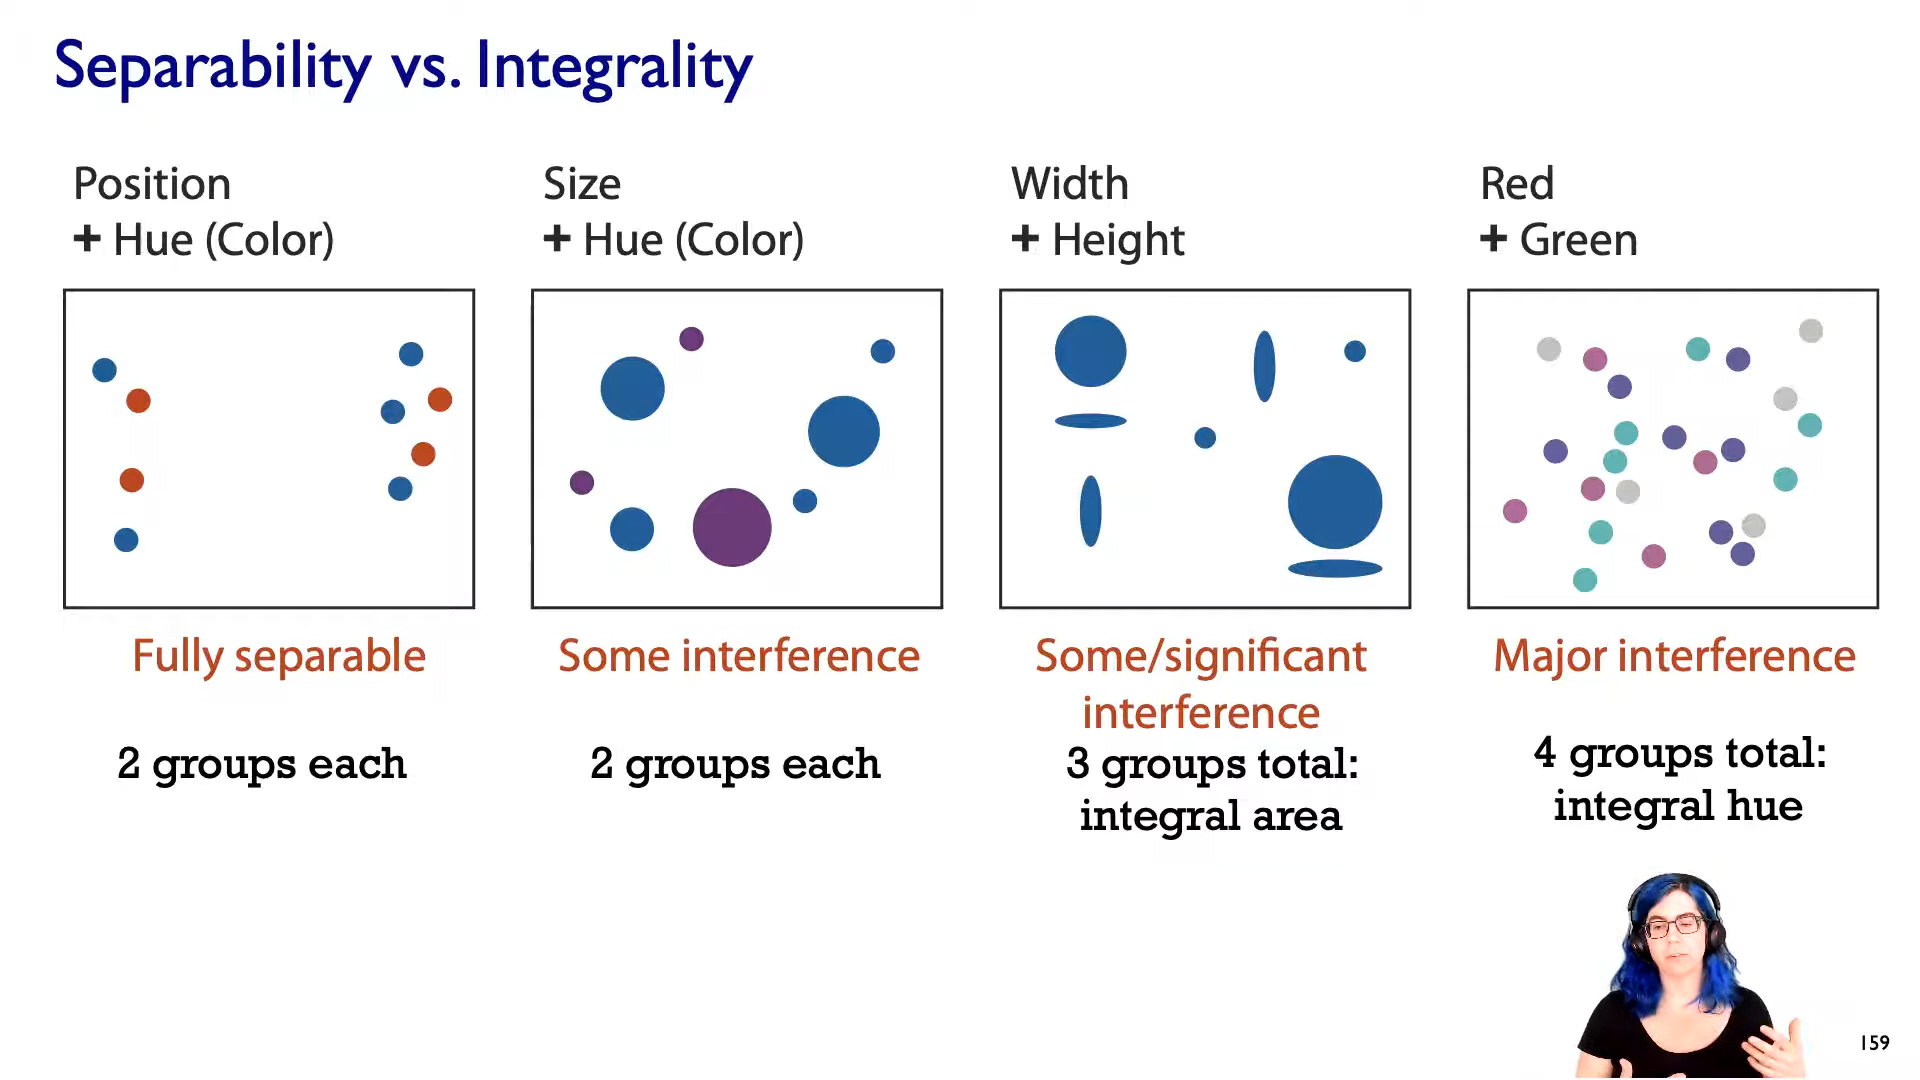 Separability vs. Integrality
Position
+ Hue (Color)
Fully separable
2 groups each
Size
+ Hue (Color)
Some interference
2 groups each
Width
+ Height
Some/significant
interference
3 groups total:
integral area
Red
+ Green
Major interference
4 groups total:
integral hue
159